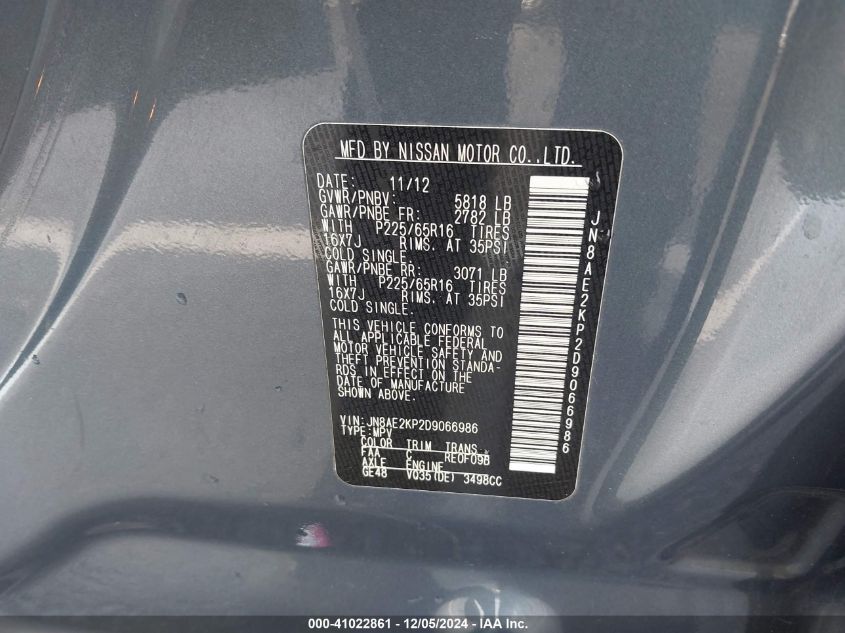 MFD BY NISSAN MOTOR CO.,LTD.
DATE: 11/12
GVWR/PNBV: 5818 LB
GAWR/PNBE FR: 2782 LB
WITH P225/65R16 TIRES
16X7J RIMS. AT 35PSI
COLD SINGLE.
GAWR/PNBE RR: 3071 LB
WITH P225/65R16 TIRES
16X7J RIMS. AT 35PSI
COLD SINGLE.
THIS VEHICLE CONFORMS TO
ALL APPLICABLE FEDERAL
MOTOR VEHICLE SAFETY AND
THEFT PREVENTION STANDA-
RDS IN EFFECT ON THE
DATE OF MANUFACTURE
SHOWN ABOVE.
VIN: JN8AE2KP2D9066986
TYPE: MPV
COLOR TRIM TRANS
FAA C RE0F09B
AXLE ENGINE
GE48 VQ35(DE) 3498CC
JN8AE2KP2D9066986
000-41022861 - 12/05/2024 - IAA Inc.